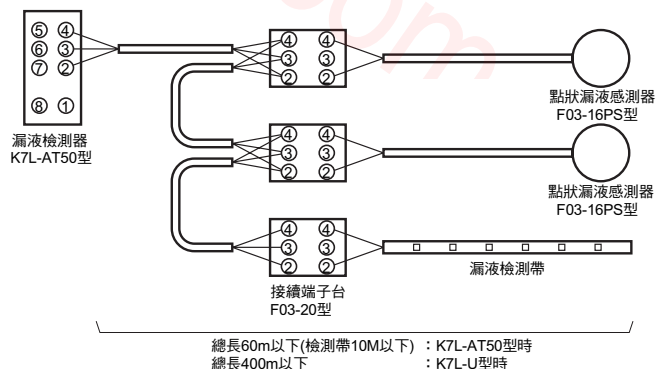 ⑤ ④
⑥ ③
⑦ ②
⑧ ①
漏液檢測器
K7L-AT50型
④ ④
③ ③
② ②
點狀漏液感測器
F03-16PS型
④ ④
③ ③
② ②
點狀漏液感測器
F03-16PS型
④ ④
③ ③
② ②
接續端子台
F03-20型
漏液檢測帶
總長60m以下(檢測帶10M以下) : K7L-AT50型時
總長400m以下 : K7L-U型時
com